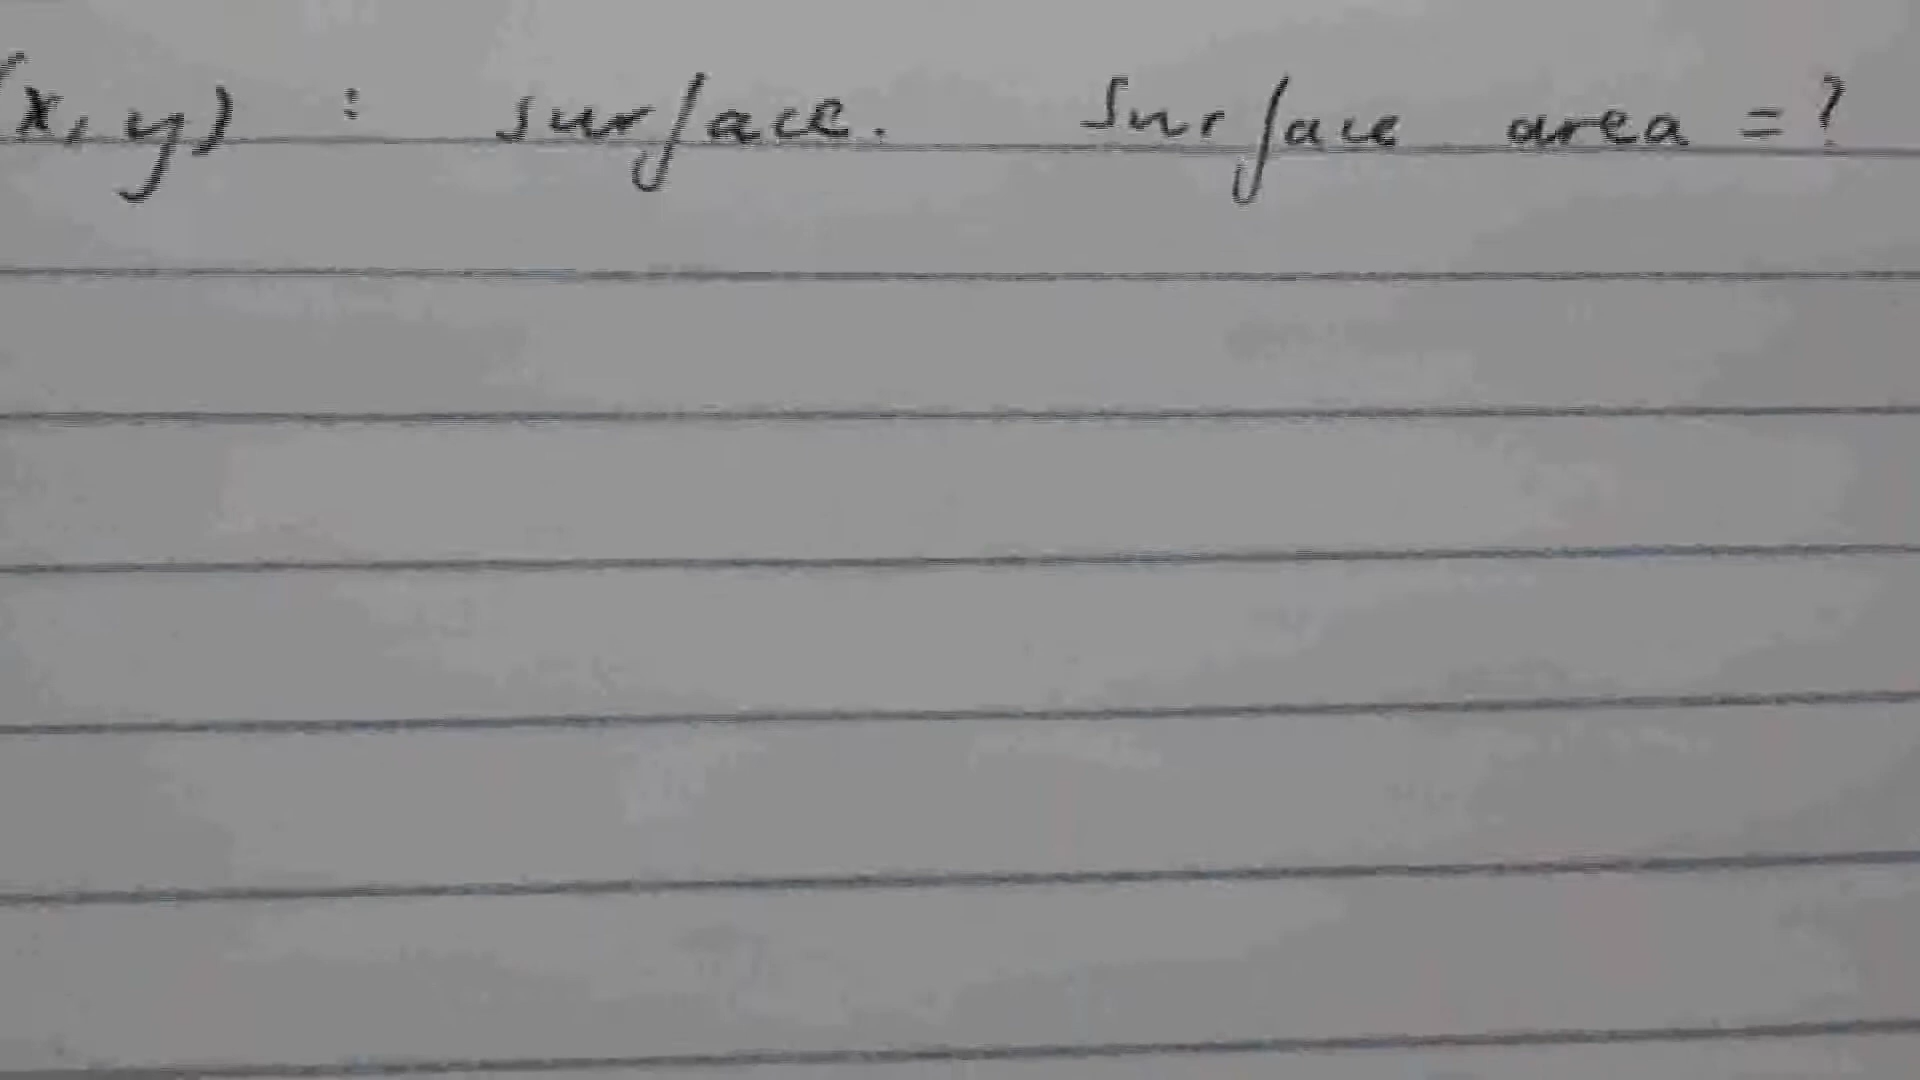 (x, y) : surface. Surface area = ?